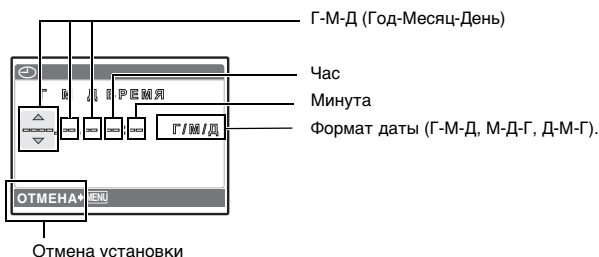 Г-М-Д (Год-Месяц-День)
Час
Минута
Формат даты (Г-М-Д, М-Д-Г, Д-М-Г).
Г М Д ВРЕМЯ
----.--.-- --:-- Г/М/Д
ОТМЕНА MENU
Отмена установки